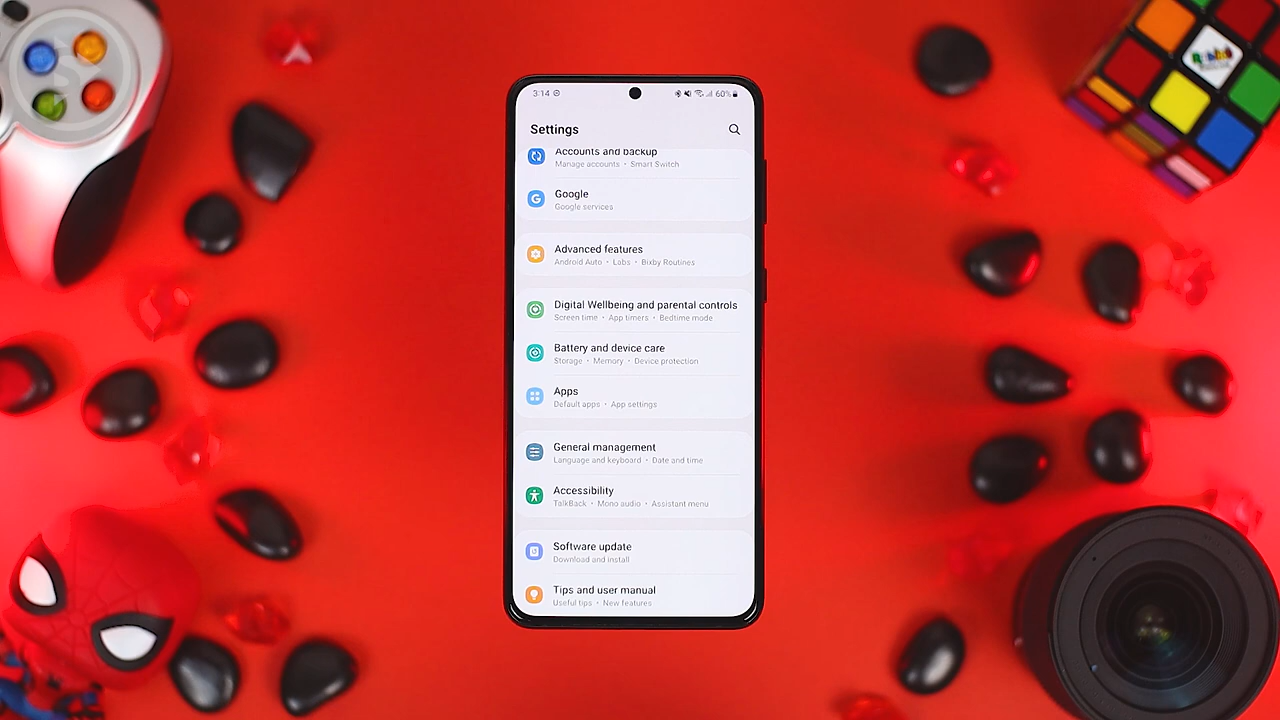 3:14
60%
Settings
Accounts and backup
Manage accounts • Smart Switch
Google
Google services
Advanced features
Android Auto • Labs • Bixby Routines
Digital Wellbeing and parental controls
Screen time • App timers • Bedtime mode
Battery and device care
Storage • Memory • Device protection
Apps
Default apps • App settings
General management
Language and keyboard • Date and time
Accessibility
TalkBack • Mono audio • Assistant menu
Software update
Download and install
Tips and user manual
Useful tips • New features